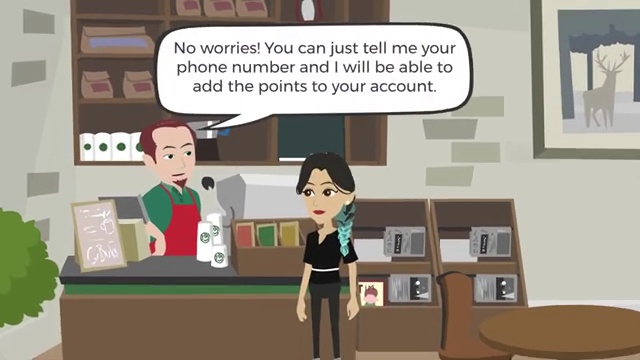 No worries! You can just tell me your
phone number and I will be able to
add the points to your account.